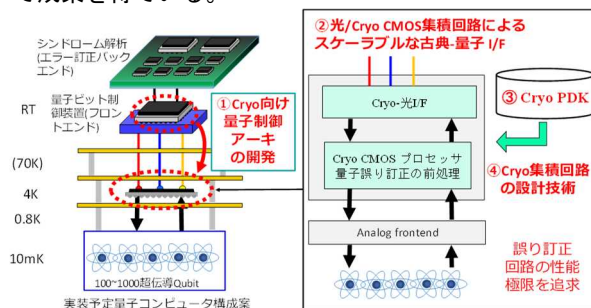 で成果を得ている。
シンドローム解析
(エラー訂正バック
エンド)
RT
量子ビット制
御装置(フロン
トエンド)
①Cryo向け
量子制御
アーキ
の開発
(70K)
4K
0.8K
10mK
100~1000超伝導Qubit
実装予定量子コンピュータ構成案
②光/Cryo CMOS集積回路による
スケーラブルな古典-量子 I/F
Cryo-光I/F
③ Cryo PDK
Cryo CMOS プロセッサ
量子誤り訂正の前処理
④Cryo集積回路
の設計技術
Analog frontend
誤り訂正
回路の性能
極限を追求